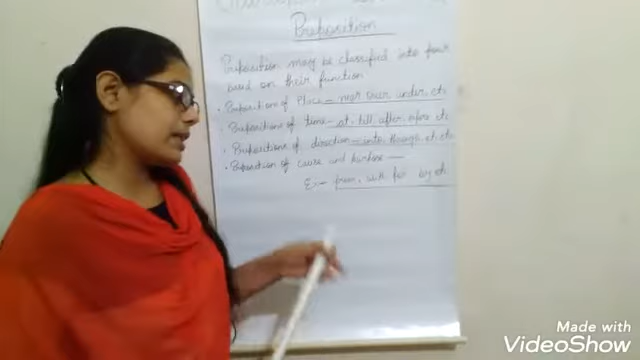 Preposition
Preposition may be classified into four
based on their function
• Prepositions of Place – near, over, under, etc
• Prepositions of time – at, till, after, before etc
• Prepositions of direction – into, through, etc
• Preposition of cause and purpose –
Ex:- from, with for by etc
Made with
VideoShow